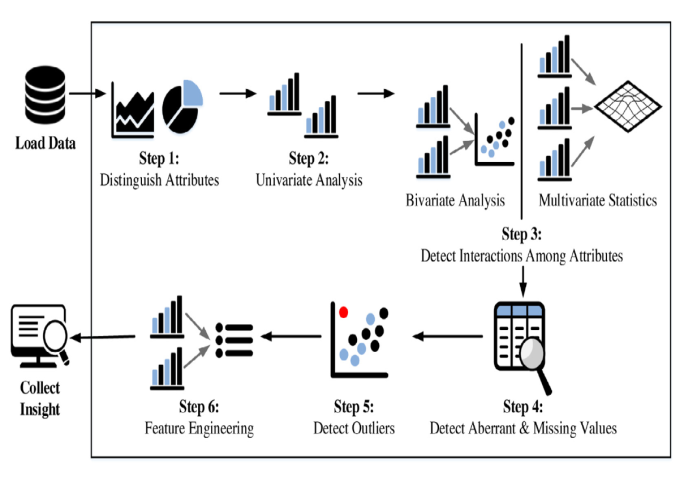 Load Data
Step 1:
Distinguish Attributes
Step 2:
Univariate Analysis
Bivariate Analysis
Multivariate Statistics
Step 3:
Detect Interactions Among Attributes
Step 4:
Detect Aberrant & Missing Values
Step 5:
Detect Outliers
Step 6:
Feature Engineering
Collect
Insight